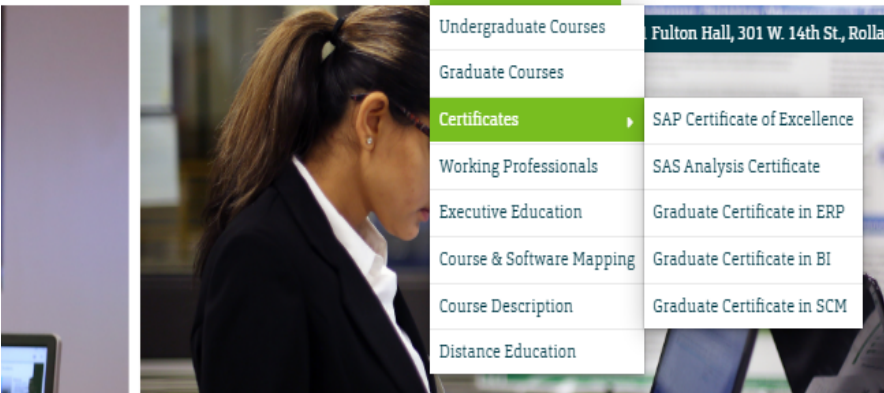 Undergraduate Courses
Fulton Hall, 301 W. 14th St., Rolla
Graduate Courses
Certificates
SAP Certificate of Excellence
Working Professionals
SAS Analysis Certificate
Executive Education
Graduate Certificate in ERP
Course & Software Mapping
Graduate Certificate in BI
Course Description
Graduate Certificate in SCM
Distance Education